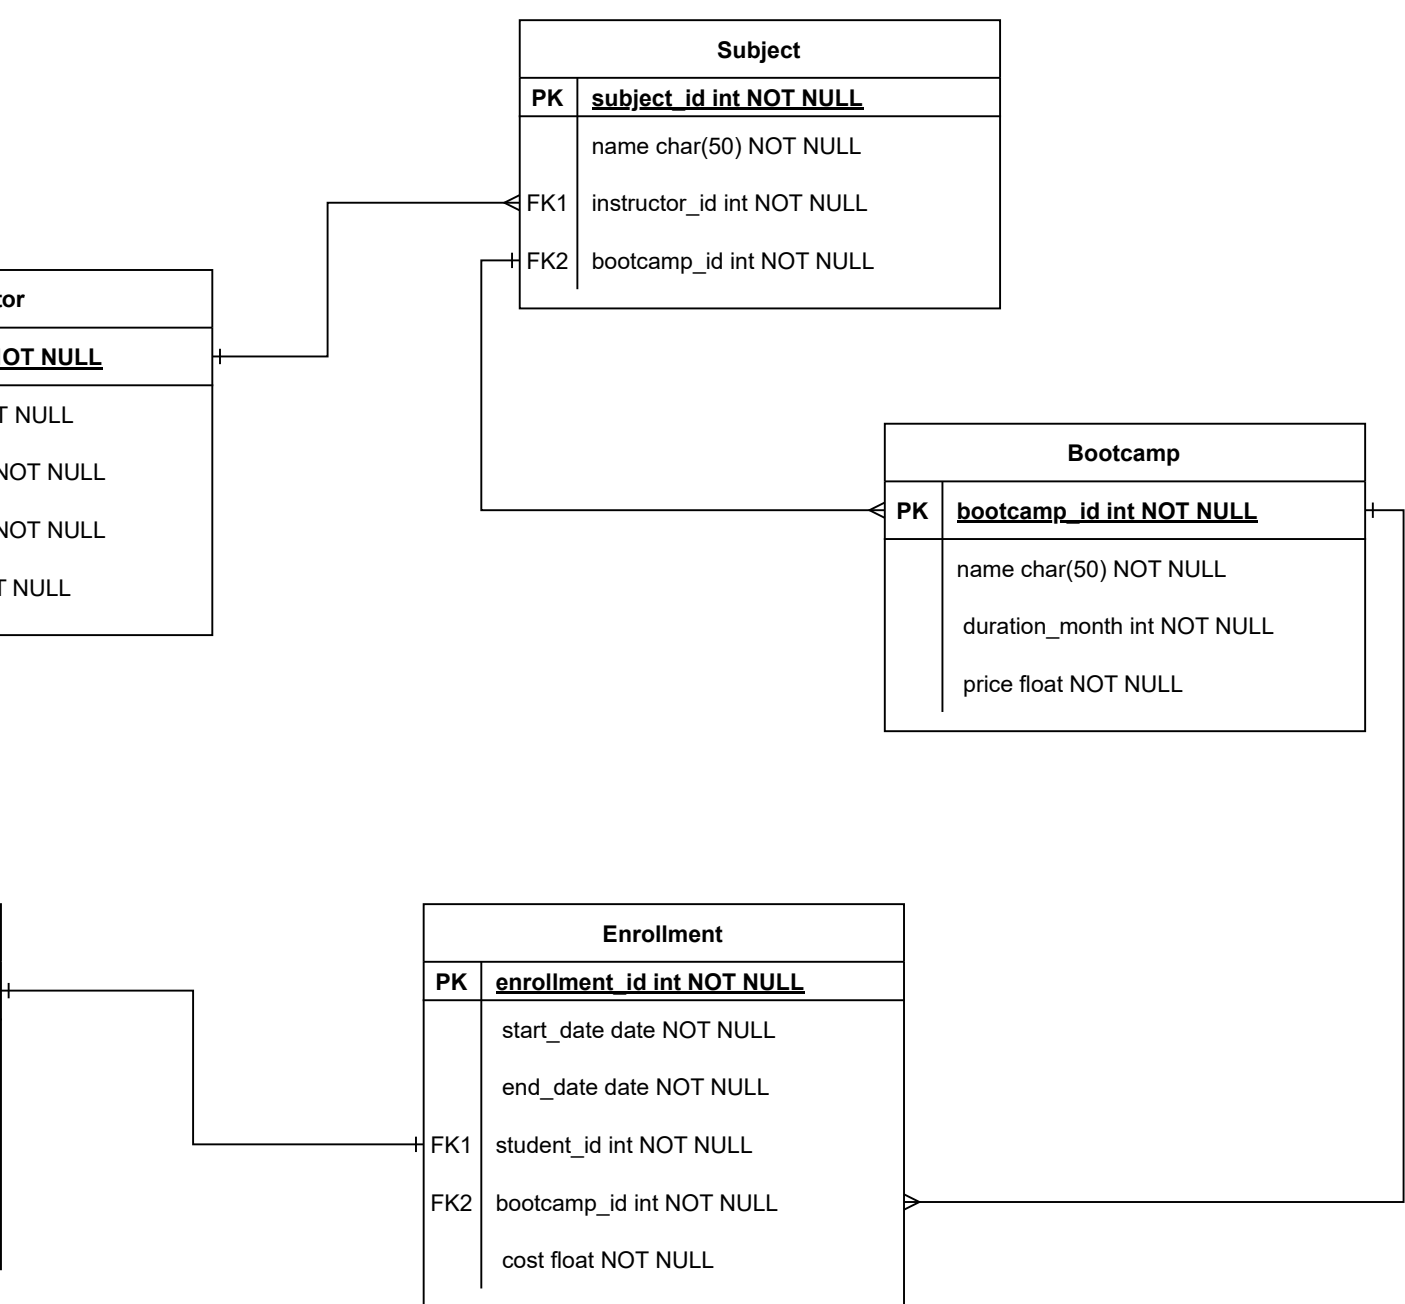 Subject
PK subject_id int NOT NULL
name char(50) NOT NULL
FK1 instructor_id int NOT NULL
FK2 bootcamp_id int NOT NULL
tor
NOT NULL
T NULL
NOT NULL
NOT NULL
T NULL
Bootcamp
PK bootcamp_id int NOT NULL
name char(50) NOT NULL
duration_month int NOT NULL
price float NOT NULL
Enrollment
PK enrollment_id int NOT NULL
start_date date NOT NULL
end_date date NOT NULL
FK1 student_id int NOT NULL
FK2 bootcamp_id int NOT NULL
cost float NOT NULL